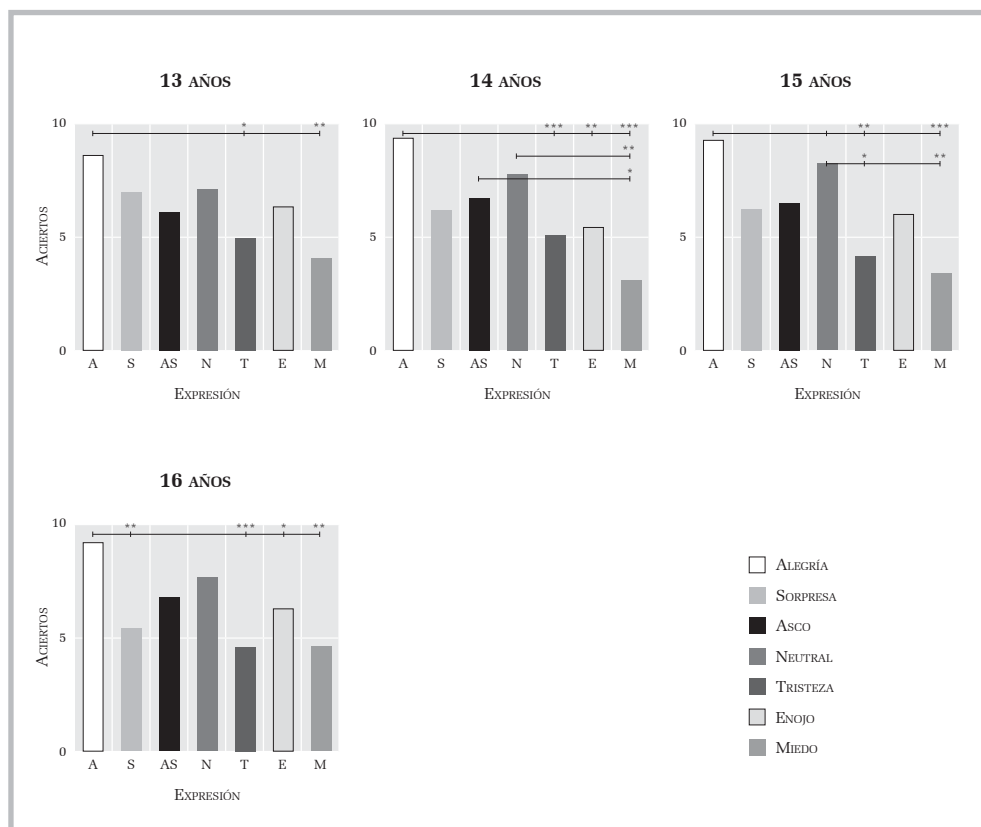 13 AÑOS
14 AÑOS
15 AÑOS
10
5
0
ACIERTOS
* **
A S AS N T E M
EXPRESIÓN
10
5
0
*** ** ***
**
*
A S AS N T E M
EXPRESIÓN
10
5
0
** ***
* **
A S AS N T E M
EXPRESIÓN
16 AÑOS
10
5
0
ACIERTOS
** *** * **
A S AS N T E M
EXPRESIÓN
ALEGRÍA
SORPRESA
ASCO
NEUTRAL
TRISTEZA
ENOJO
MIEDO